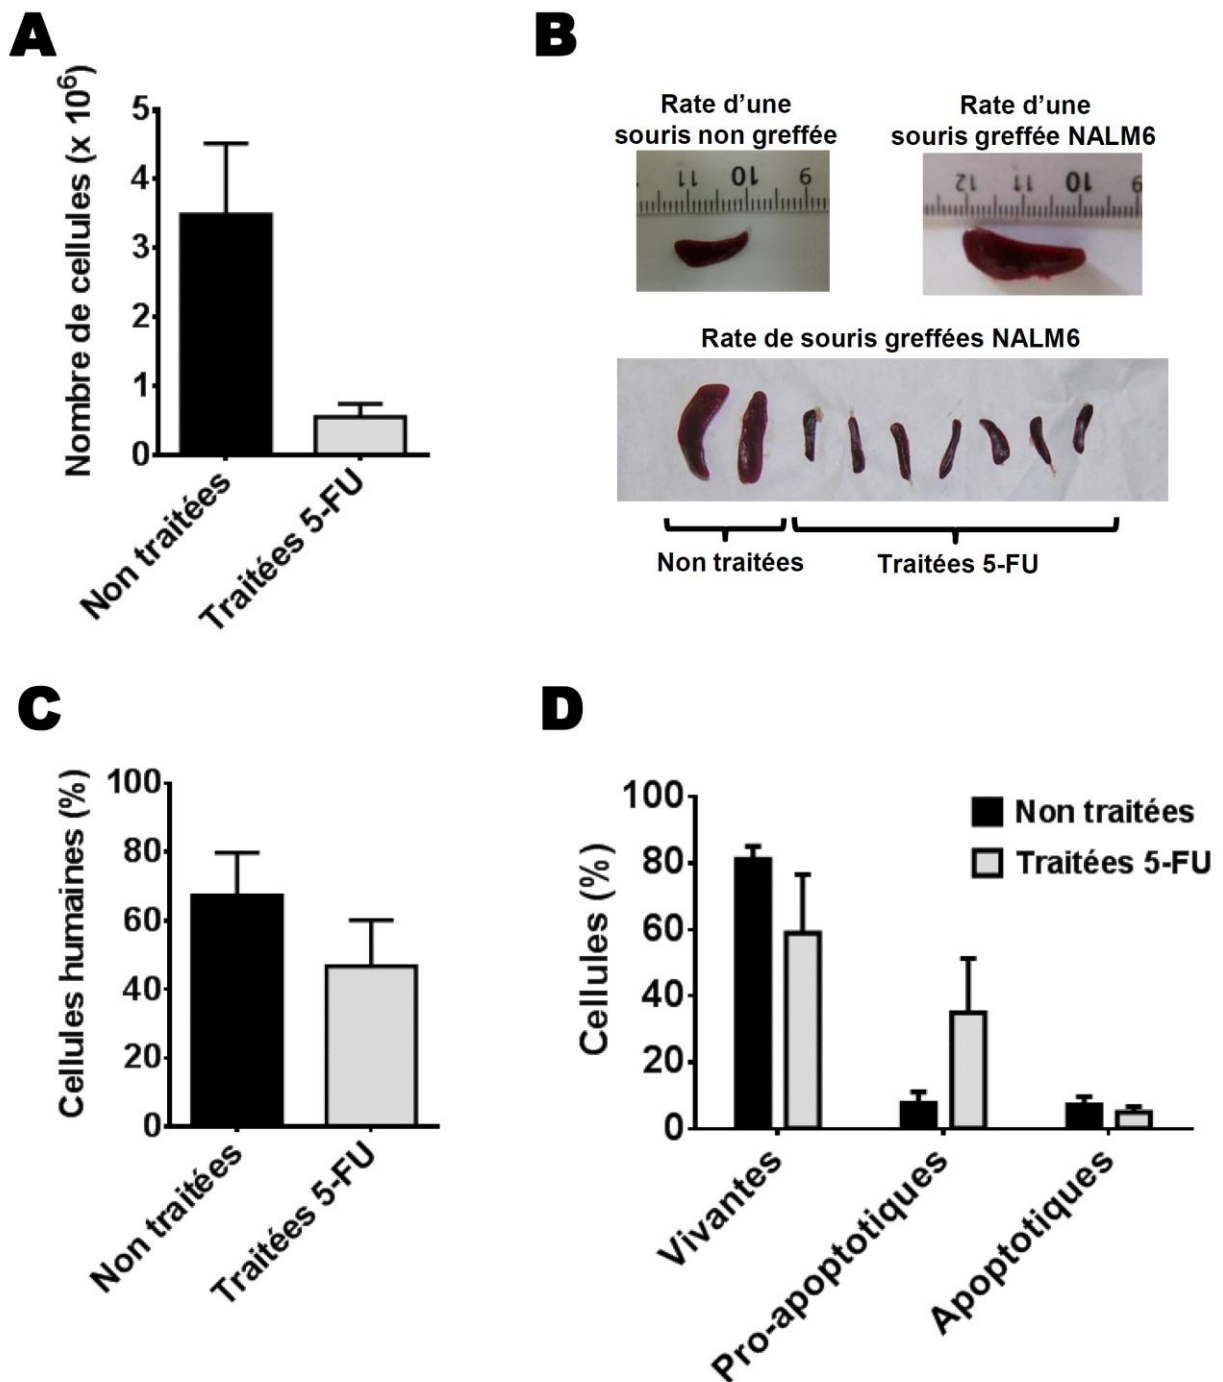 A
Nombre de cellules (x 10⁶)
5
4
3
2
1
0
Non traitées
Traitées 5-FU
B
Rate d’une
souris non greffée
11 10 9
Rate d’une
souris greffée NALM6
12 11 10 9
Rate de souris greffées NALM6
Non traitées
Traitées 5-FU
C
Cellules humaines (%)
100
80
60
40
20
0
Non traitées
Traitées 5-FU
D
Cellules (%)
100
80
60
40
20
0
Non traitées
Traitées 5-FU
Vivantes
Pro-apoptotiques
Apoptotiques